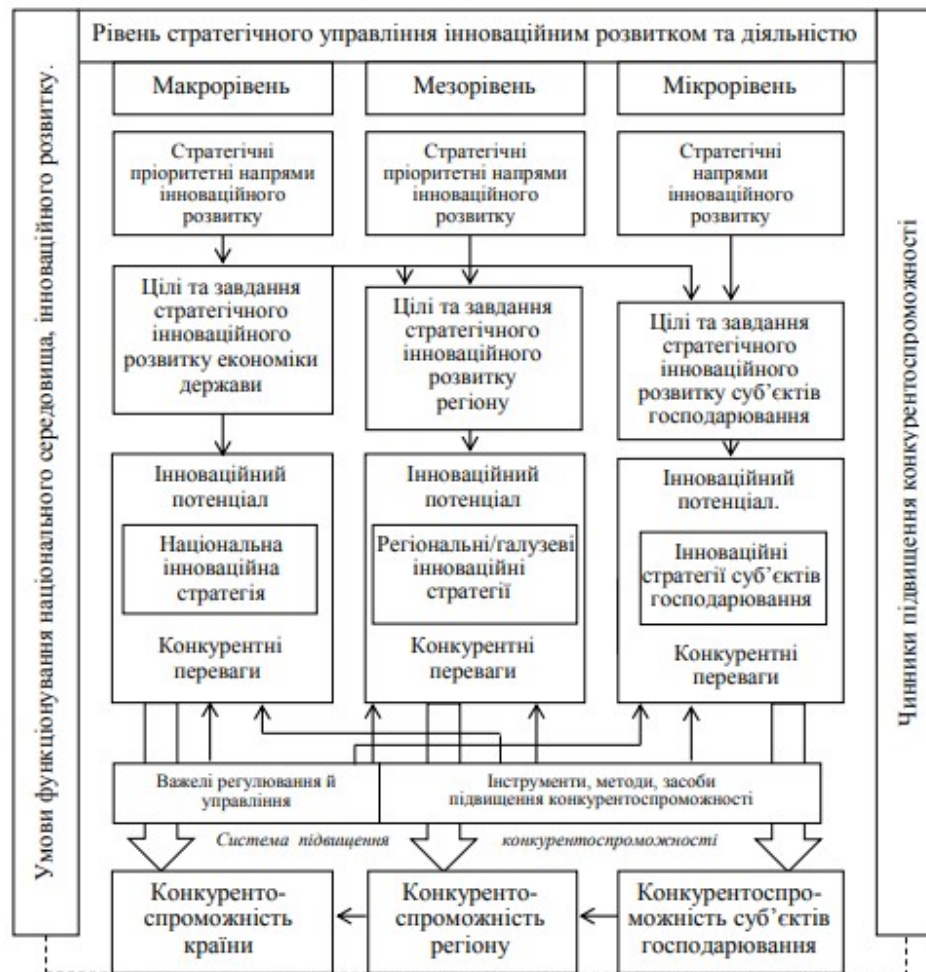 Рівень стратегічного управління інноваційним розвитком та діяльністю
Умови функціонування національного середовища, інноваційного розвитку.
Чинники підвищення конкурентоспроможності
Макрорівень
Мезорівень
Мікрорівень
Стратегічні
пріоритетні напрями
інноваційного
розвитку
Стратегічні
пріоритетні напрями
інноваційного
розвитку
Стратегічні
напрями
інноваційного
розвитку
Цілі та завдання
стратегічного
інноваційного
розвитку економіки
держави
Цілі та завдання
стратегічного
інноваційного
розвитку
регіону
Цілі та завдання
стратегічного
інноваційного
розвитку суб’єктів
господарювання
Інноваційний
потенціал
Національна
інноваційна
стратегія
Конкурентні
переваги
Інноваційний
потенціал
Регіональні/галузеві
інноваційні
стратегії
Конкурентні
переваги
Інноваційний
потенціал.
Інноваційні
стратегії суб’єктів
господарювання
Конкурентні
переваги
Важелі регулювання й
управління
Інструменти, методи, засоби
підвищення конкурентоспроможності
Система підвищення конкурентоспроможності
Конкуренто-
спроможність
країни
Конкуренто-
спроможність
регіону
Конкурентоспро-
можність суб’єктів
господарювання